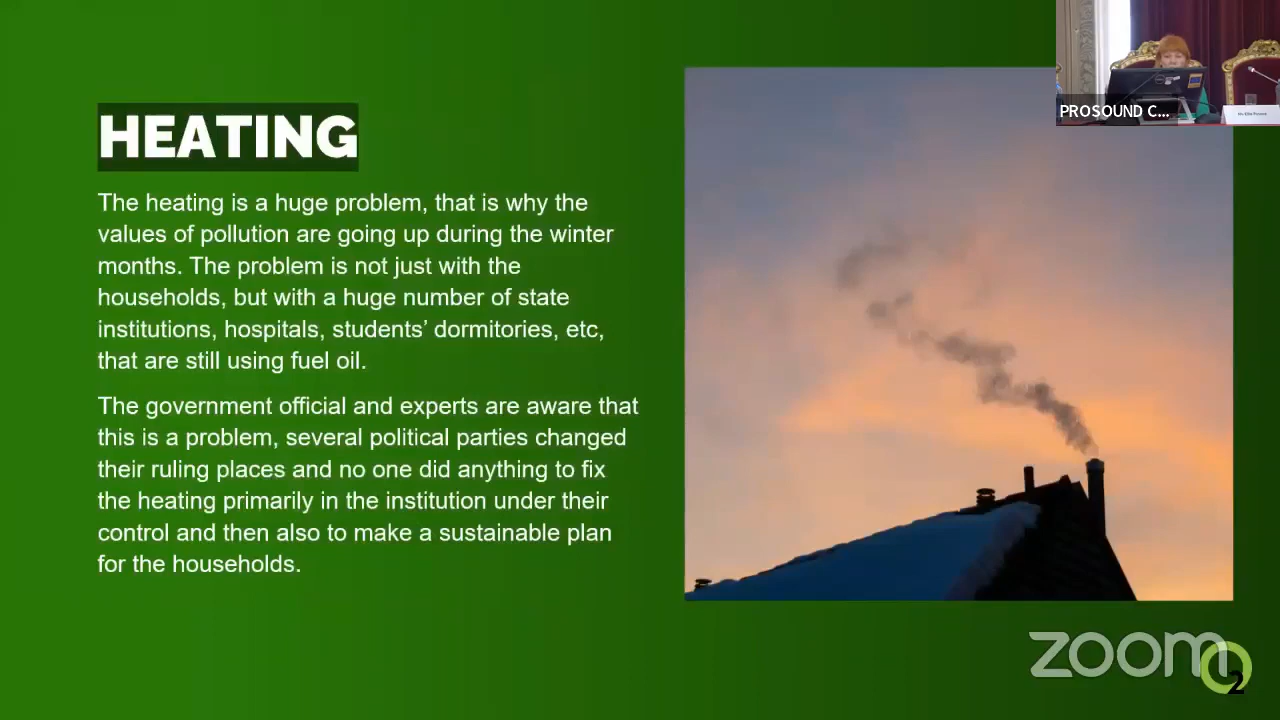 HEATING
The heating is a huge problem, that is why the
values of pollution are going up during the winter
months. The problem is not just with the
households, but with a huge number of state
institutions, hospitals, students’ dormitories, etc,
that are still using fuel oil.
The government official and experts are aware that
this is a problem, several political parties changed
their ruling places and no one did anything to fix
the heating primarily in the institution under their
control and then also to make a sustainable plan
for the households.
PROSOUND C...
zoom
O2